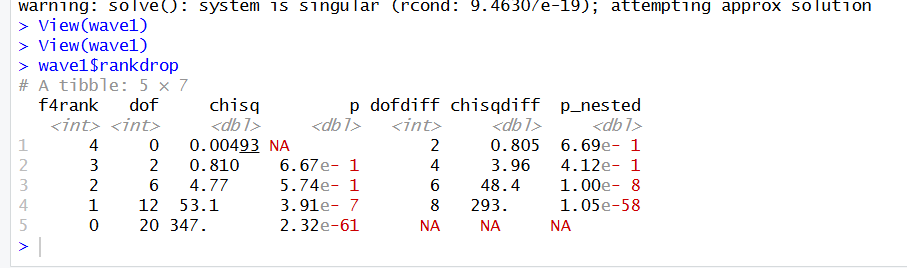 warning: solve(): system is singular (rcond: 9.46307e-19); attempting approx solution
> View(wave1)
> View(wave1)
> wave1$rankdrop
# A tibble: 5 × 7
f4rank dof chisq p dofdiff chisqdiff p_nested
<int> <int> <dbl> <dbl> <int> <dbl> <dbl>
1 4 0 0.00493 NA 2 0.805 6.69e- 1
2 3 2 0.810 6.67e- 1 4 3.96 4.12e- 1
3 2 6 4.77 5.74e- 1 6 48.4 1.00e- 8
4 1 12 53.1 3.91e- 7 8 293. 1.05e-58
5 0 20 347. 2.32e-61 NA NA NA
>